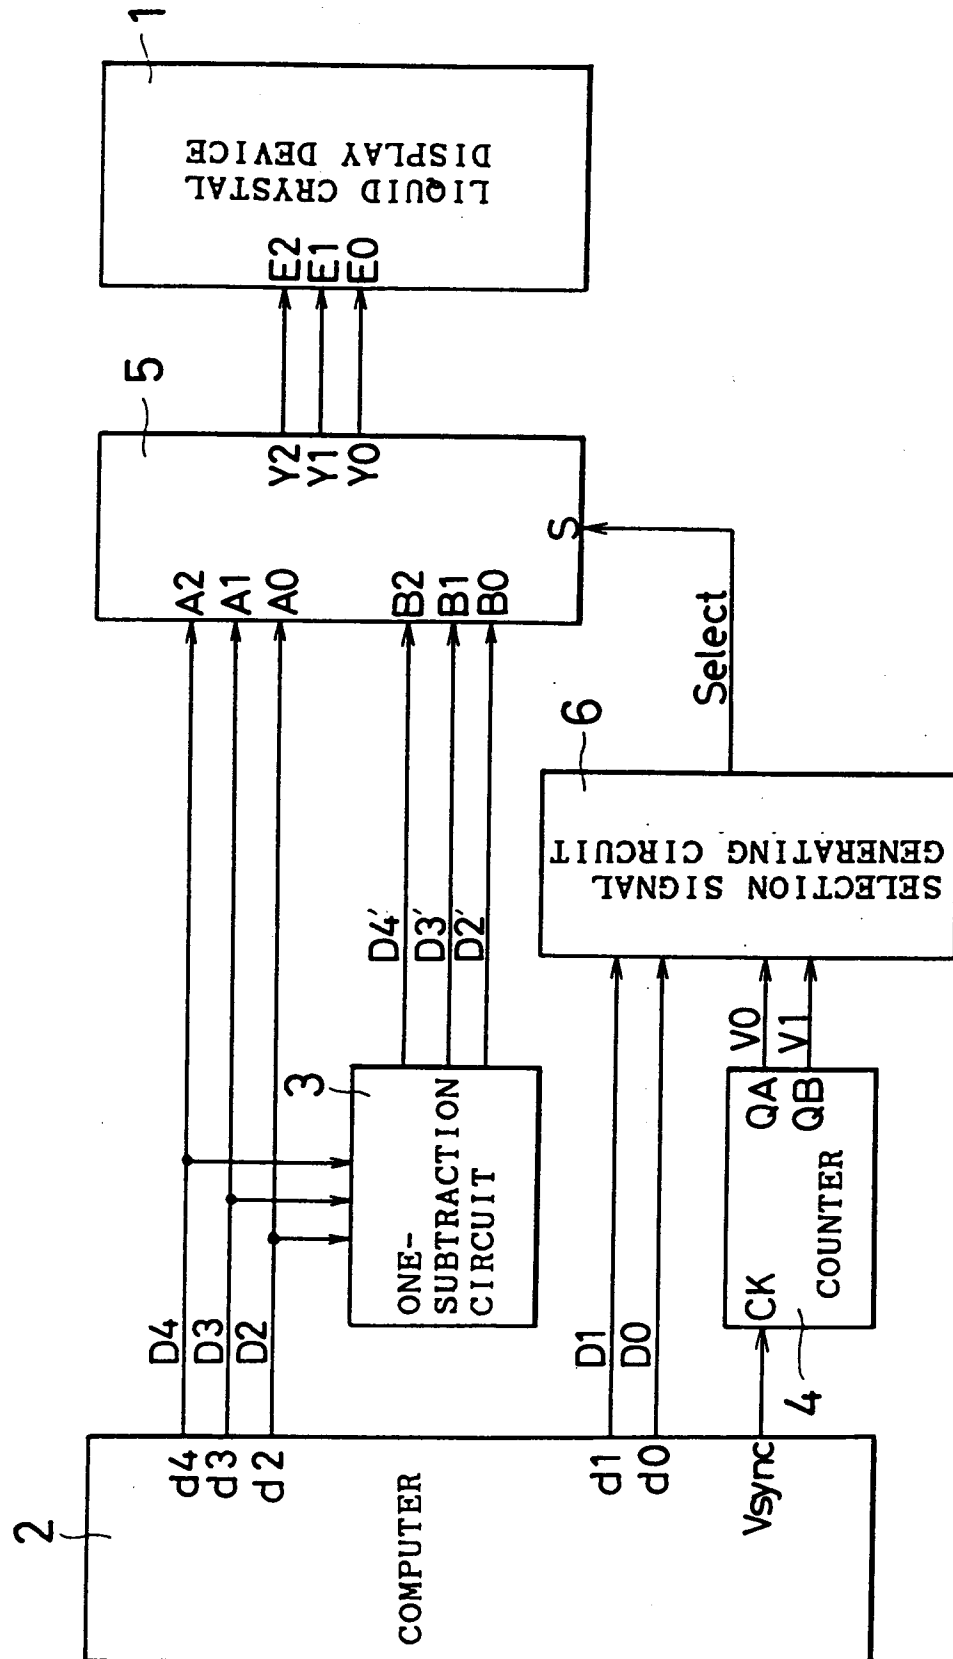 2
COMPUTER
d4
d3
d2
d1
d0
Vsync
D4
D3
D2
D1
D0
3
ONE-
SUBTRACTION
CIRCUIT
D4'
D3'
D2'
4
CK
COUNTER
QA
QB
V0
V1
6
SELECTION SIGNAL
GENERATING CIRCUIT
Select
5
A2
A1
A0
B2
B1
B0
S
Y2
Y1
Y0
1
E2
E1
E0
LIQUID CRYSTAL
DISPLAY DEVICE